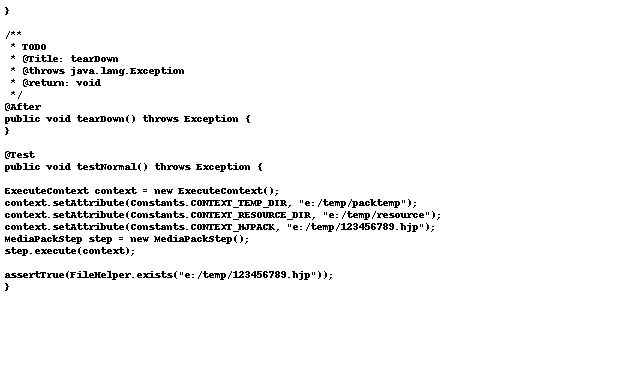 }
/**
* TODO
* @Title: tearDown
* @throws java.lang.Exception
* @return: void
*/
@After
public void tearDown() throws Exception {
}
@Test
public void testNormal() throws Exception {
ExecuteContext context = new ExecuteContext();
context.setAttribute(Constants.CONTEXT_TEMP_DIR, "e:/temp/packtemp");
context.setAttribute(Constants.CONTEXT_RESOURCE_DIR, "e:/temp/resource");
context.setAttribute(Constants.CONTEXT_HJPACK, "e:/temp/123456789.hjp");
MediaPackStep step = new MediaPackStep();
step.execute(context);
assertTrue(FileHelper.exists("e:/temp/123456789.hjp"));
}